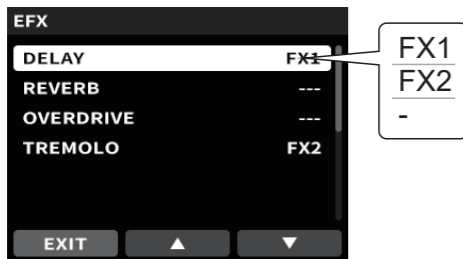 EFX
DELAY FX1
REVERB ---
OVERDRIVE ---
TREMOLO FX2
EXIT ▲ ▼
FX1
FX2
-